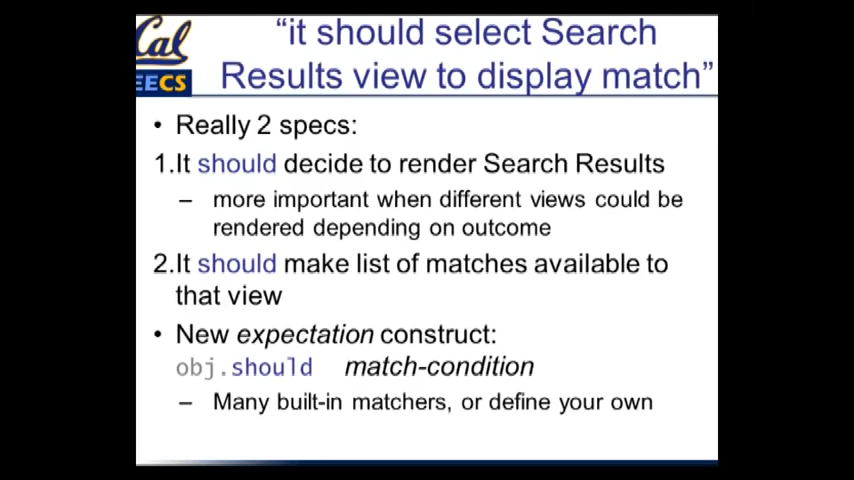 Cal
EECS
“it should select Search
Results view to display match”
• Really 2 specs:
1.It should decide to render Search Results
– more important when different views could be
rendered depending on outcome
2.It should make list of matches available to
that view
• New expectation construct:
obj.should match-condition
– Many built-in matchers, or define your own